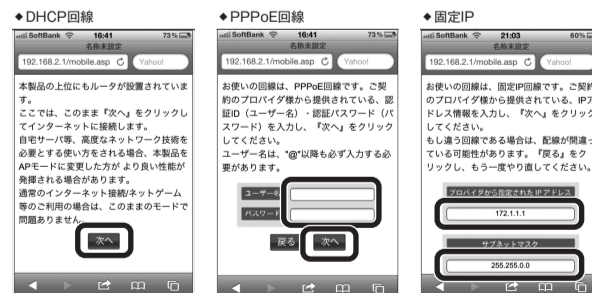 ◆DHCP回線
SoftBank 16:41 73%
名称未設定
192.168.2.1/mobile.asp Yahoo!
本製品の上位にもルータが設置されていま
す。
ここでは、このまま『次へ』をクリックし
てインターネットに接続します。
自宅サーバ等、高度なネットワーク技術を
必要とする使い方をされる場合、本製品を
APモードに変更した方が より良い性能が
発揮される場合があります。
通常のインターネット接続/ネットゲーム
等のご利用の場合は、このままのモードで
問題ありません。
次へ
◆PPPoE回線
SoftBank 16:41 73%
名称未設定
192.168.2.1/mobile.asp Yahoo!
お使いの回線は、PPPoE回線です。ご契
約のプロバイダ様から提供されている、認
証ID（ユーザー名）・認証パスワード（パ
スワード）を入力し、『次へ』をクリック
してください。
ユーザー名は、"@"以降も必ず入力する必
要があります。
ユーザー名
パスワード
戻る 次へ
◆固定IP
SoftBank 21:03 60%
名称未設定
192.168.2.1/mobile.asp Yahoo!
お使いの回線は、固定IP回線です。ご契約
のプロバイダ様から提供されている、IPア
ドレス情報を入力し、『次へ』をクリック
してください。
もし違う回線である場合は、配線が間違っ
ている可能性があります。『戻る』をク
リックし、もう一度やり直してください。
プロバイダから指定された IP アドレス
172.1.1.1
サブネットマスク
255.255.0.0